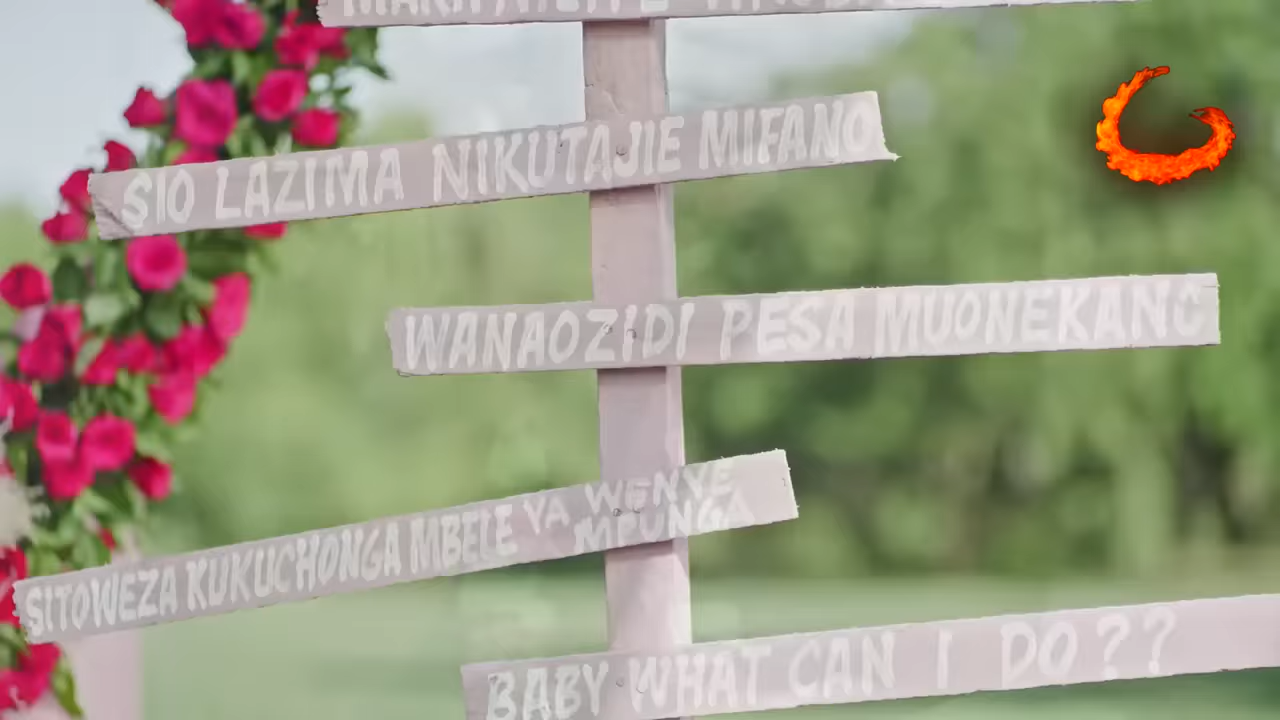 SIO LAZIMA NIKUTAJIE MIFANO
WANAOZIDI PESA MUONEKANO
SITOWEZA KUKUCHONGA MBELE YA WENYE MPUNGA
BABY WHAT CAN I DO??